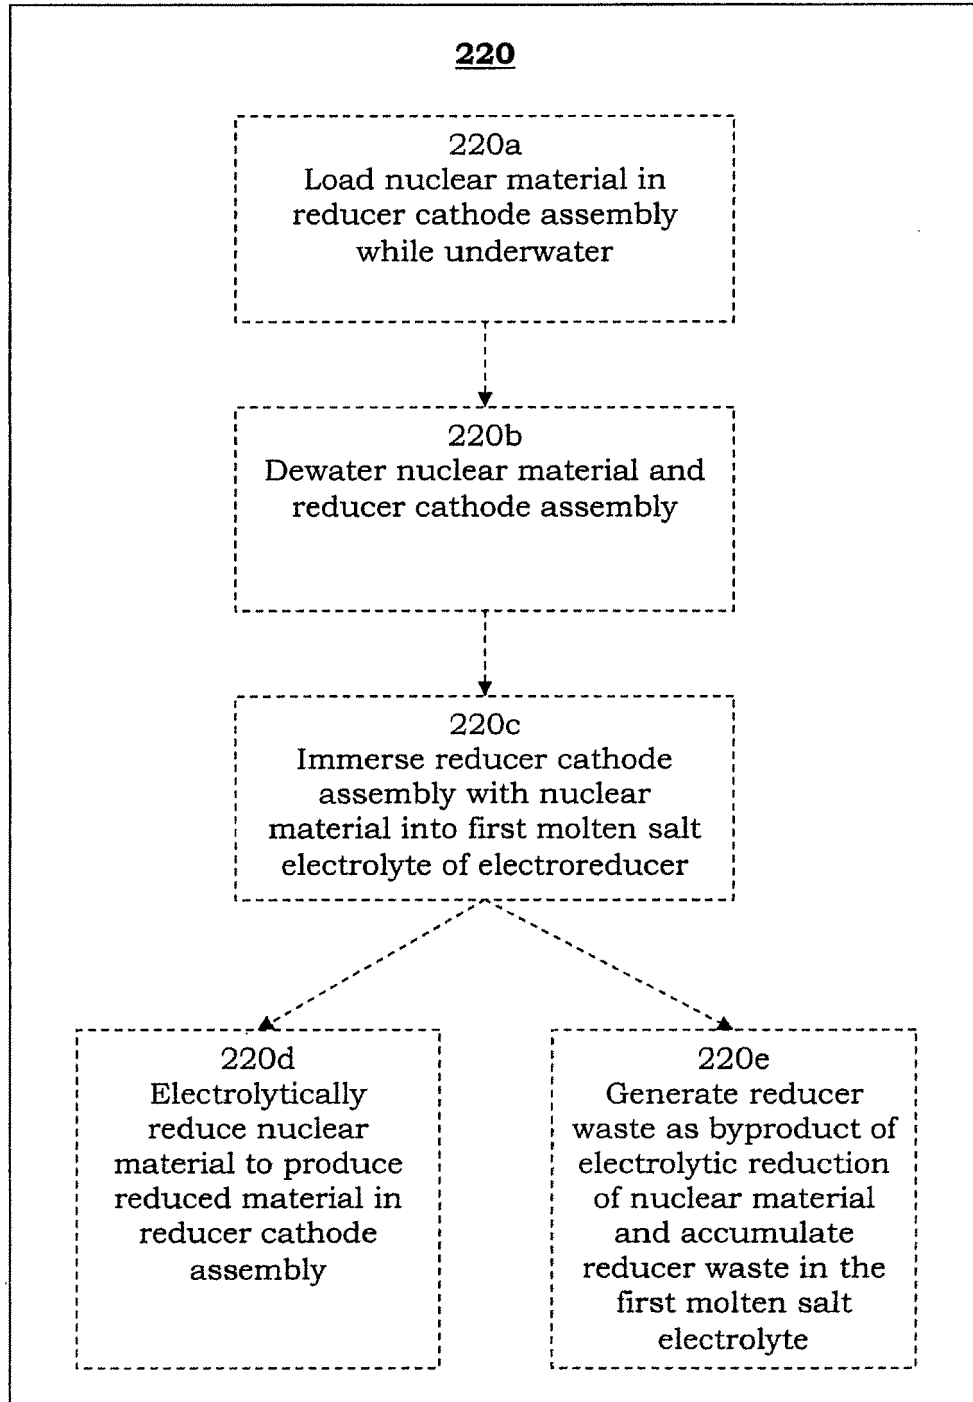 220
220a
Load nuclear material in
reducer cathode assembly
while underwater
220b
Dewater nuclear material and
reducer cathode assembly
220c
Immerse reducer cathode
assembly with nuclear
material into first molten salt
electrolyte of electroreducer
220d
Electrolytically
reduce nuclear
material to produce
reduced material in
reducer cathode
assembly
220e
Generate reducer
waste as byproduct of
electrolytic reduction
of nuclear material
and accumulate
reducer waste in the
first molten salt
electrolyte